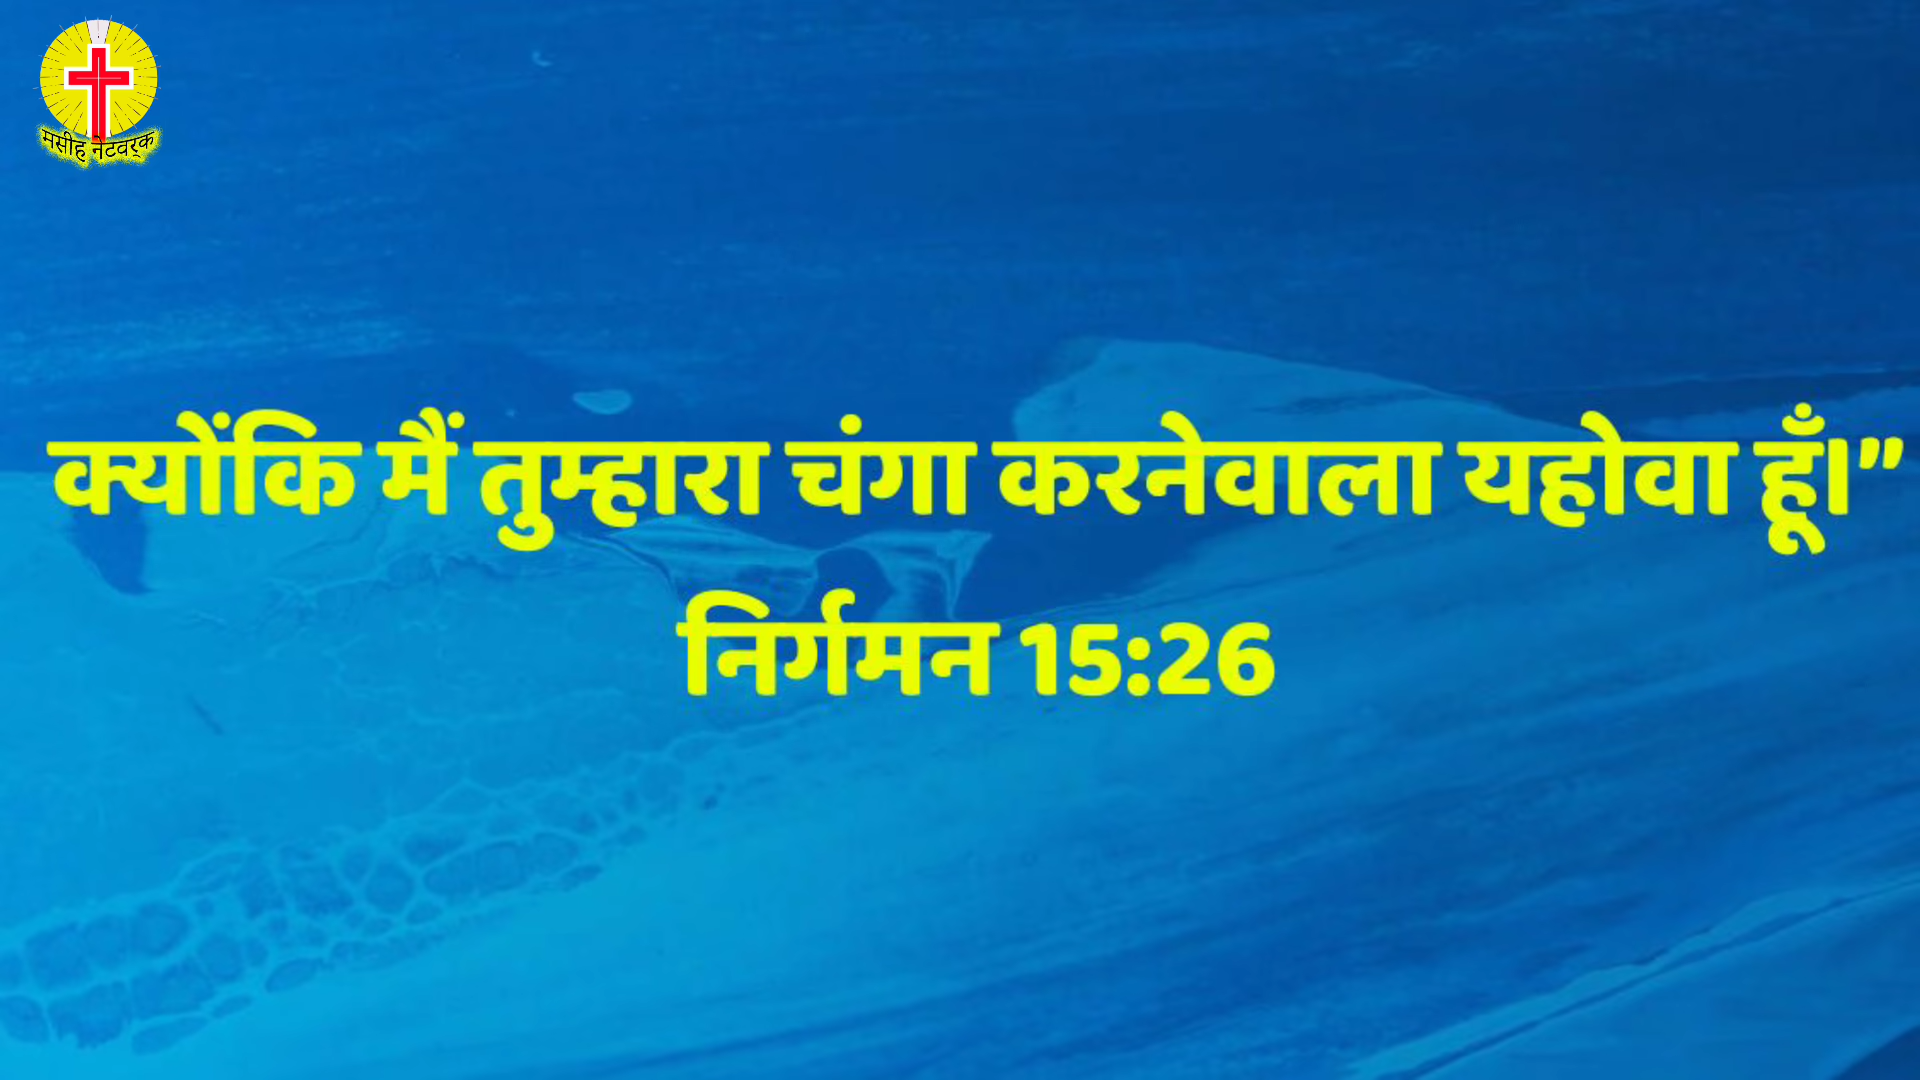 मसीह नेटवर्क
क्योंकि मैं तुम्हारा चंगा करनेवाला यहोवा हूँ।”
निर्गमन 15:26